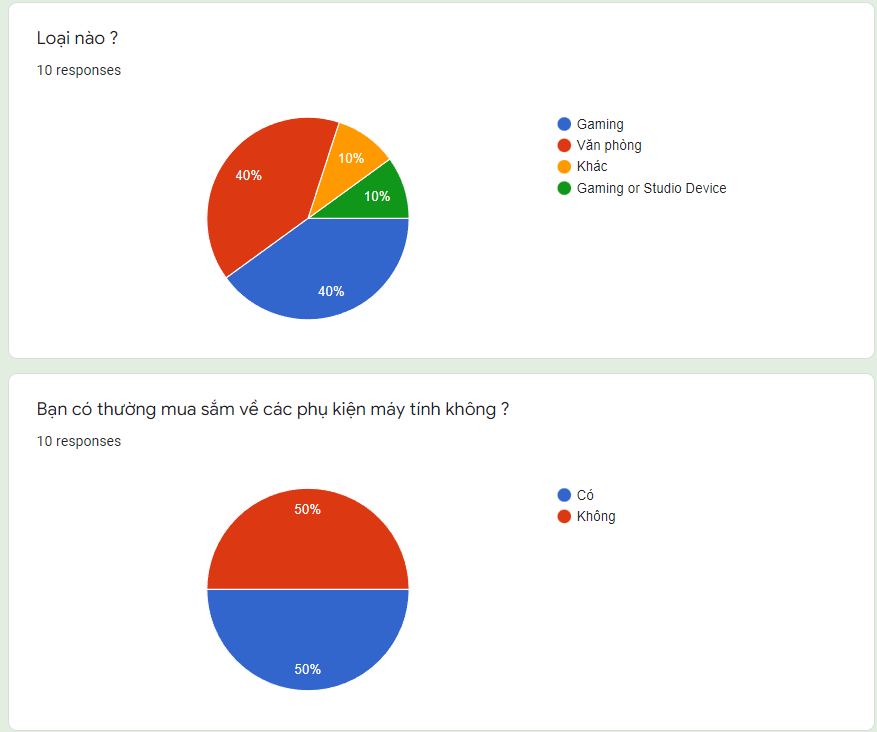 Loại nào ?
10 responses
10%
40%
10%
40%
Gaming
Văn phòng
Khác
Gaming or Studio Device
Bạn có thường mua sắm về các phụ kiện máy tính không ?
10 responses
50%
50%
Có
Không